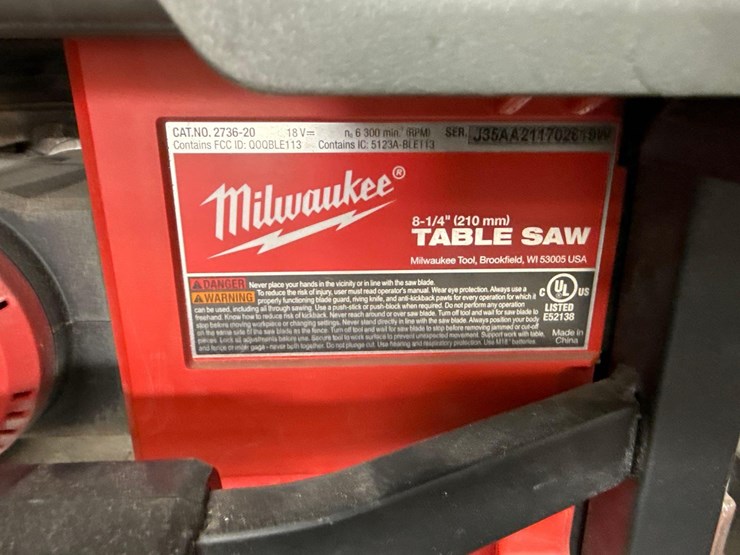 CAT.NO. 2736-20 18 V⎓ n₀ 6 300 min.⁻¹ (RPM) SER. J35AA211702619W
Contains FCC ID: QOQBLE113 Contains IC: 5123A-BLE113
Milwaukee®
8-1/4" (210 mm)
TABLE SAW
Milwaukee Tool, Brookfield, WI 53005 USA
DANGER Never place your hands in the vicinity or in line with the saw blade.
WARNING To reduce the risk of injury, user must read operator's manual. Wear eye protection. Always use a
properly functioning blade guard, riving knife, and anti-kickback pawls for every operation for which it
can be used, including all through sawing. Use a push-stick or push-block when required. Do not perform any operation
freehand. Know how to reduce risk of kickback. Never reach around or over saw blade. Turn off tool and wait for saw blade to
stop before moving workpiece or changing settings. Never stand directly in line with the saw blade. Always position your body
on the same side of the saw blade as the fence. Turn off tool and wait for saw blade to stop before removing jammed or cut-off
pieces. Lock all adjustments before use. Secure tool to work surface to prevent unexpected movement. Support work with table,
and fence or miter gage - never both together. Do not plunge cut. Use hearing and respiratory protection. Use M18™ batteries
C UL US
LISTED
E52138
Made in
China